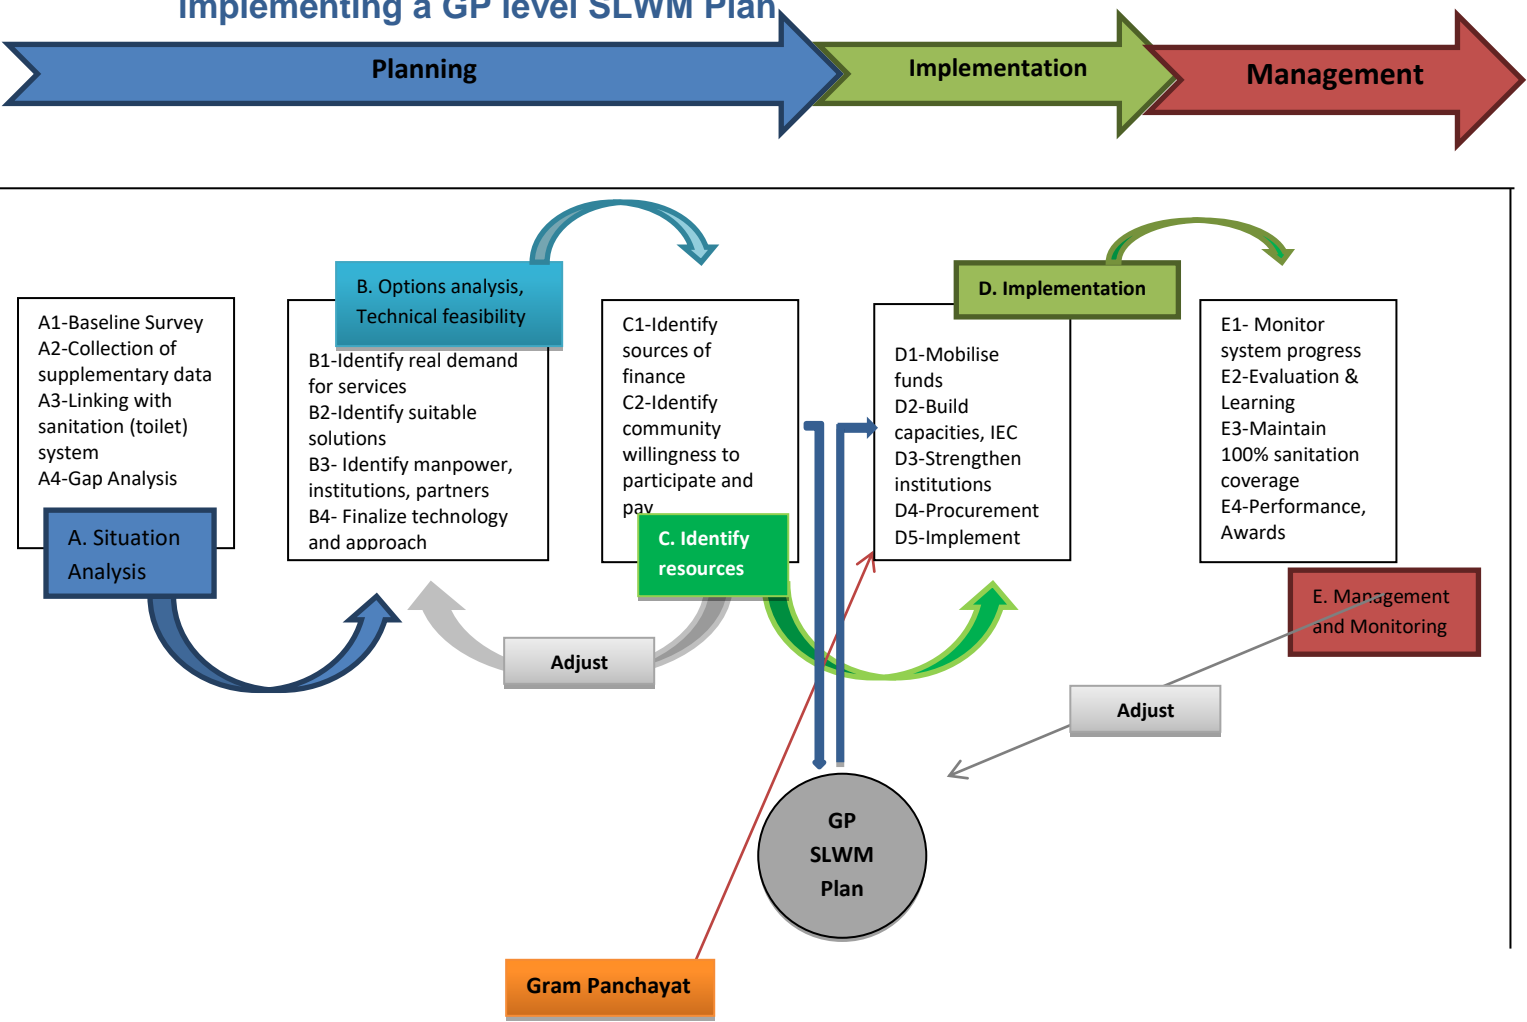 Implementing a GP level SLWM Plan
Planning
Implementation
Management
A1-Baseline Survey
A2-Collection of
supplementary data
A3-Linking with
sanitation (toilet)
system
A4-Gap Analysis
A. Situation
Analysis
B. Options analysis,
Technical feasibility
B1-Identify real demand
for services
B2-Identify suitable
solutions
B3- Identify manpower,
institutions, partners
B4- Finalize technology
and approach
C1-Identify
sources of
finance
C2-Identify
community
willingness to
participate and
pay
C. Identify
resources
D. Implementation
D1-Mobilise
funds
D2-Build
capacities, IEC
D3-Strengthen
institutions
D4-Procurement
D5-Implement
E1- Monitor
system progress
E2-Evaluation &
Learning
E3-Maintain
100% sanitation
coverage
E4-Performance,
Awards
E. Management
and Monitoring
Adjust
Adjust
GP
SLWM
Plan
Gram Panchayat